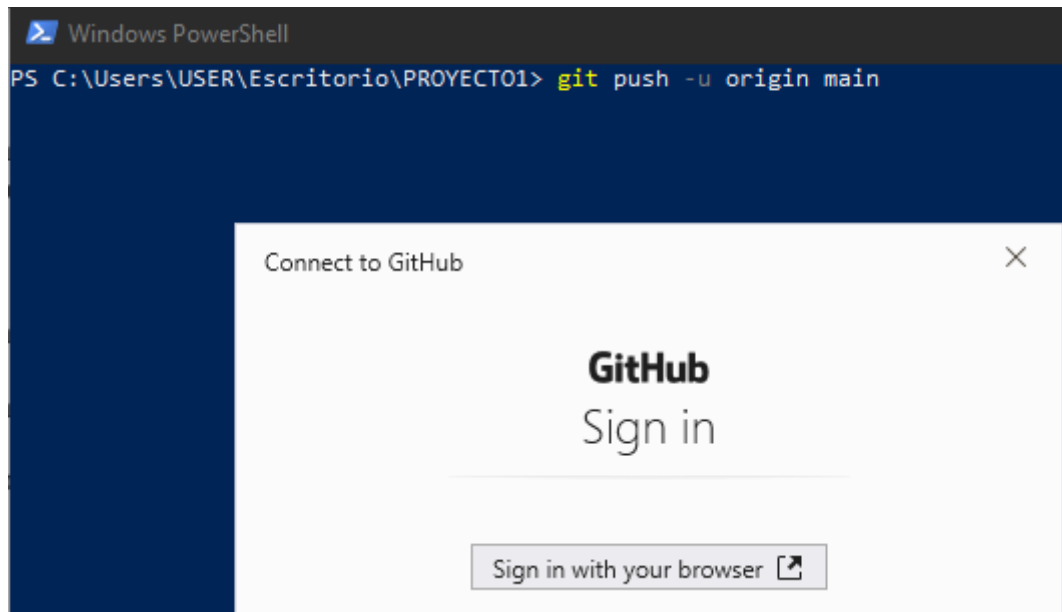 Windows PowerShell
PS C:\Users\USER\Escritorio\PROYECTO1> git push -u origin main
Connect to GitHub
GitHub
Sign in
Sign in with your browser